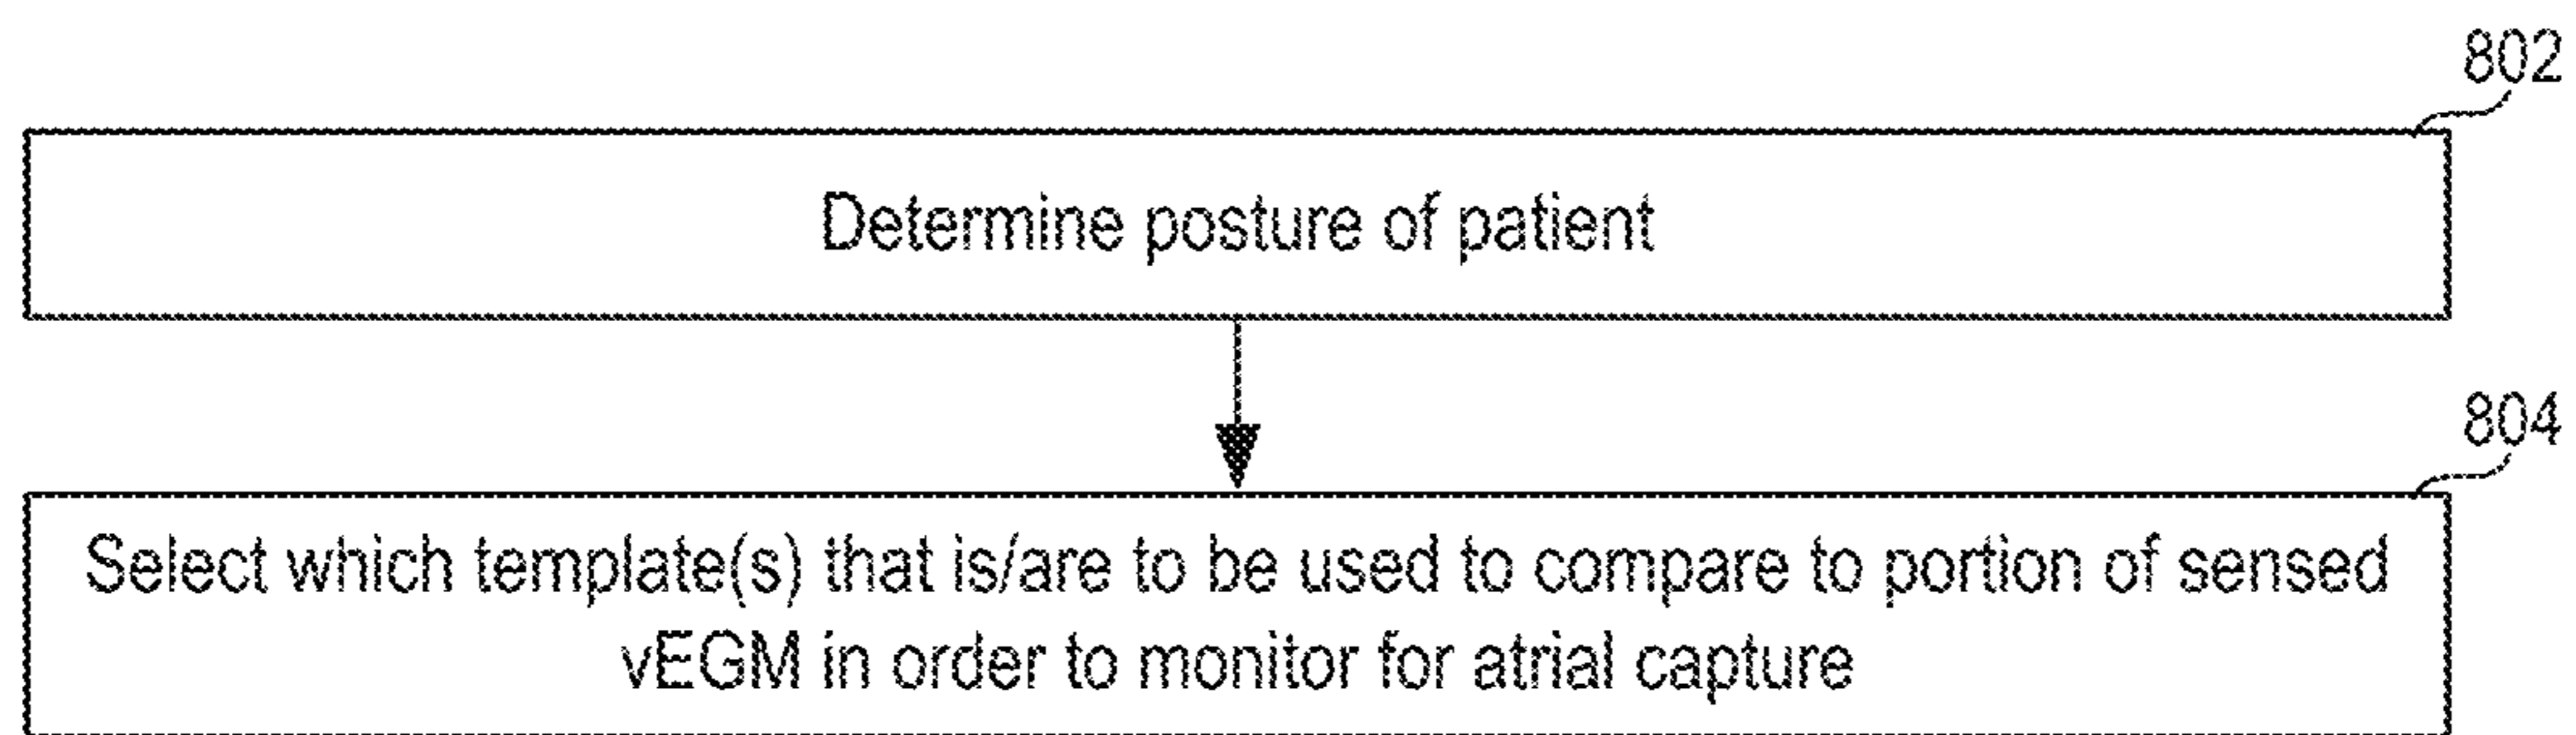 802
Determine posture of patient
804
Select which template(s) that is/are to be used to compare to portion of sensed
vEGM in order to monitor for atrial capture